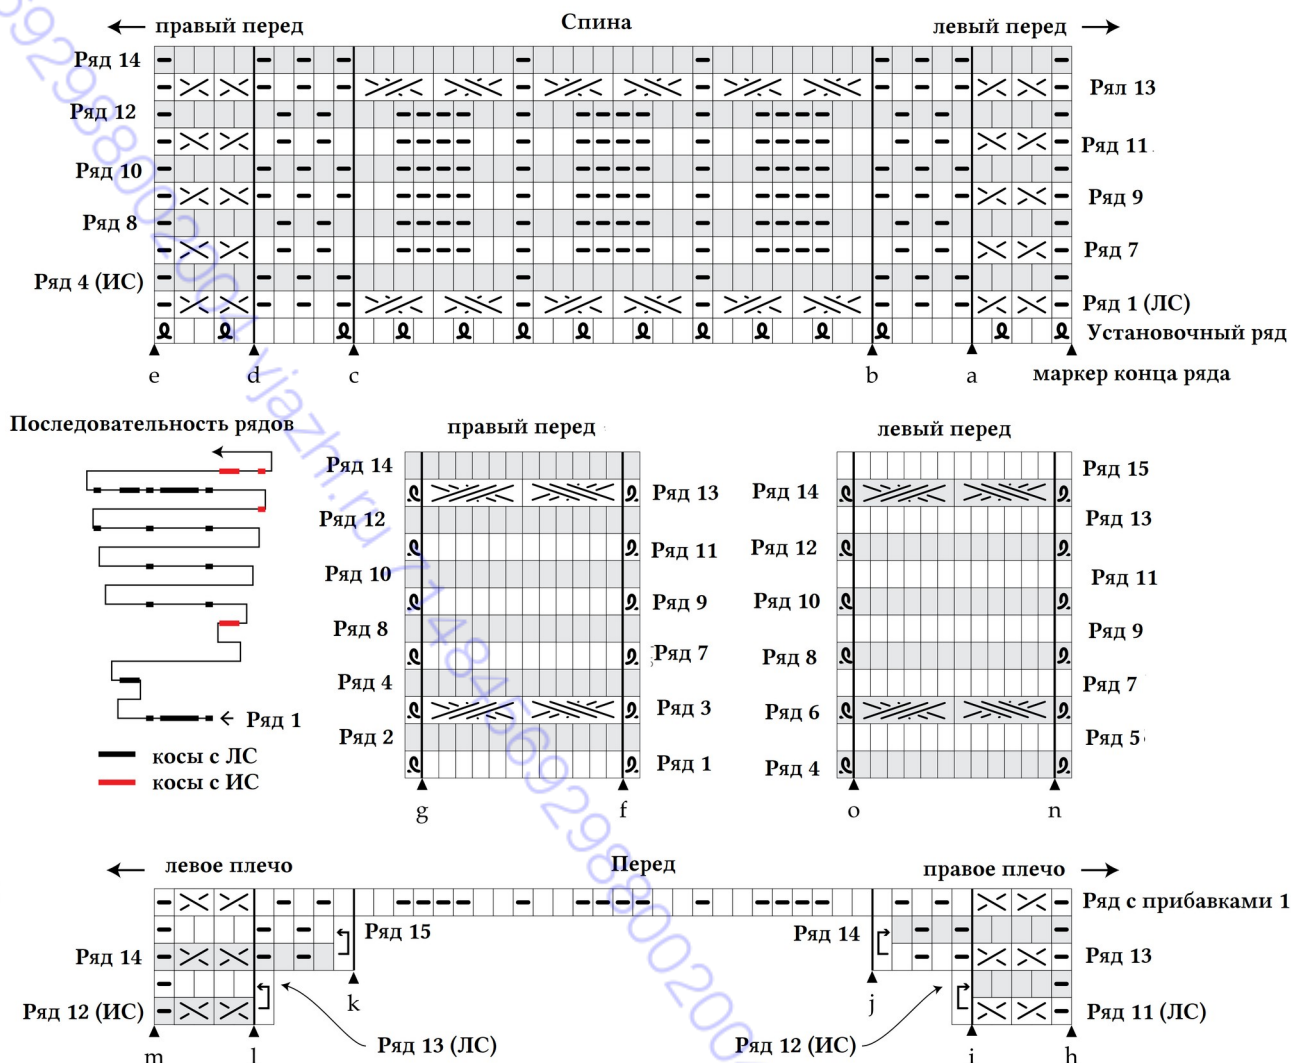 правый перед
Спина
левый перед
Ряд 14
Рял 13
Ряд 12
Ряд 11
Ряд 10
Ряд 9
Ряд 8
Ряд 7
Ряд 4 (ИС)
Ряд 1 (ЛС)
Установочный ряд
e d c b a
маркер конца ряда
Последовательность рядов
Ряд 1
косы с ЛС
косы с ИС
правый перед
Ряд 14
Ряд 13
Ряд 12
Ряд 11
Ряд 10
Ряд 9
Ряд 8
Ряд 7
Ряд 4
Ряд 3
Ряд 2
Ряд 1
g f
левый перед
Ряд 15
Ряд 14
Ряд 13
Ряд 12
Ряд 11
Ряд 10
Ряд 9
Ряд 8
Ряд 7
Ряд 6
Ряд 5
Ряд 4
o n
левое плечо
Перед
правое плечо
Ряд с прибавками 1
Ряд 15
Ряд 14
Ряд 14
Ряд 13
k j
Ряд 12 (ИС)
Ряд 11 (ЛС)
Ряд 13 (ЛС)
Ряд 12 (ИС)
m l i h